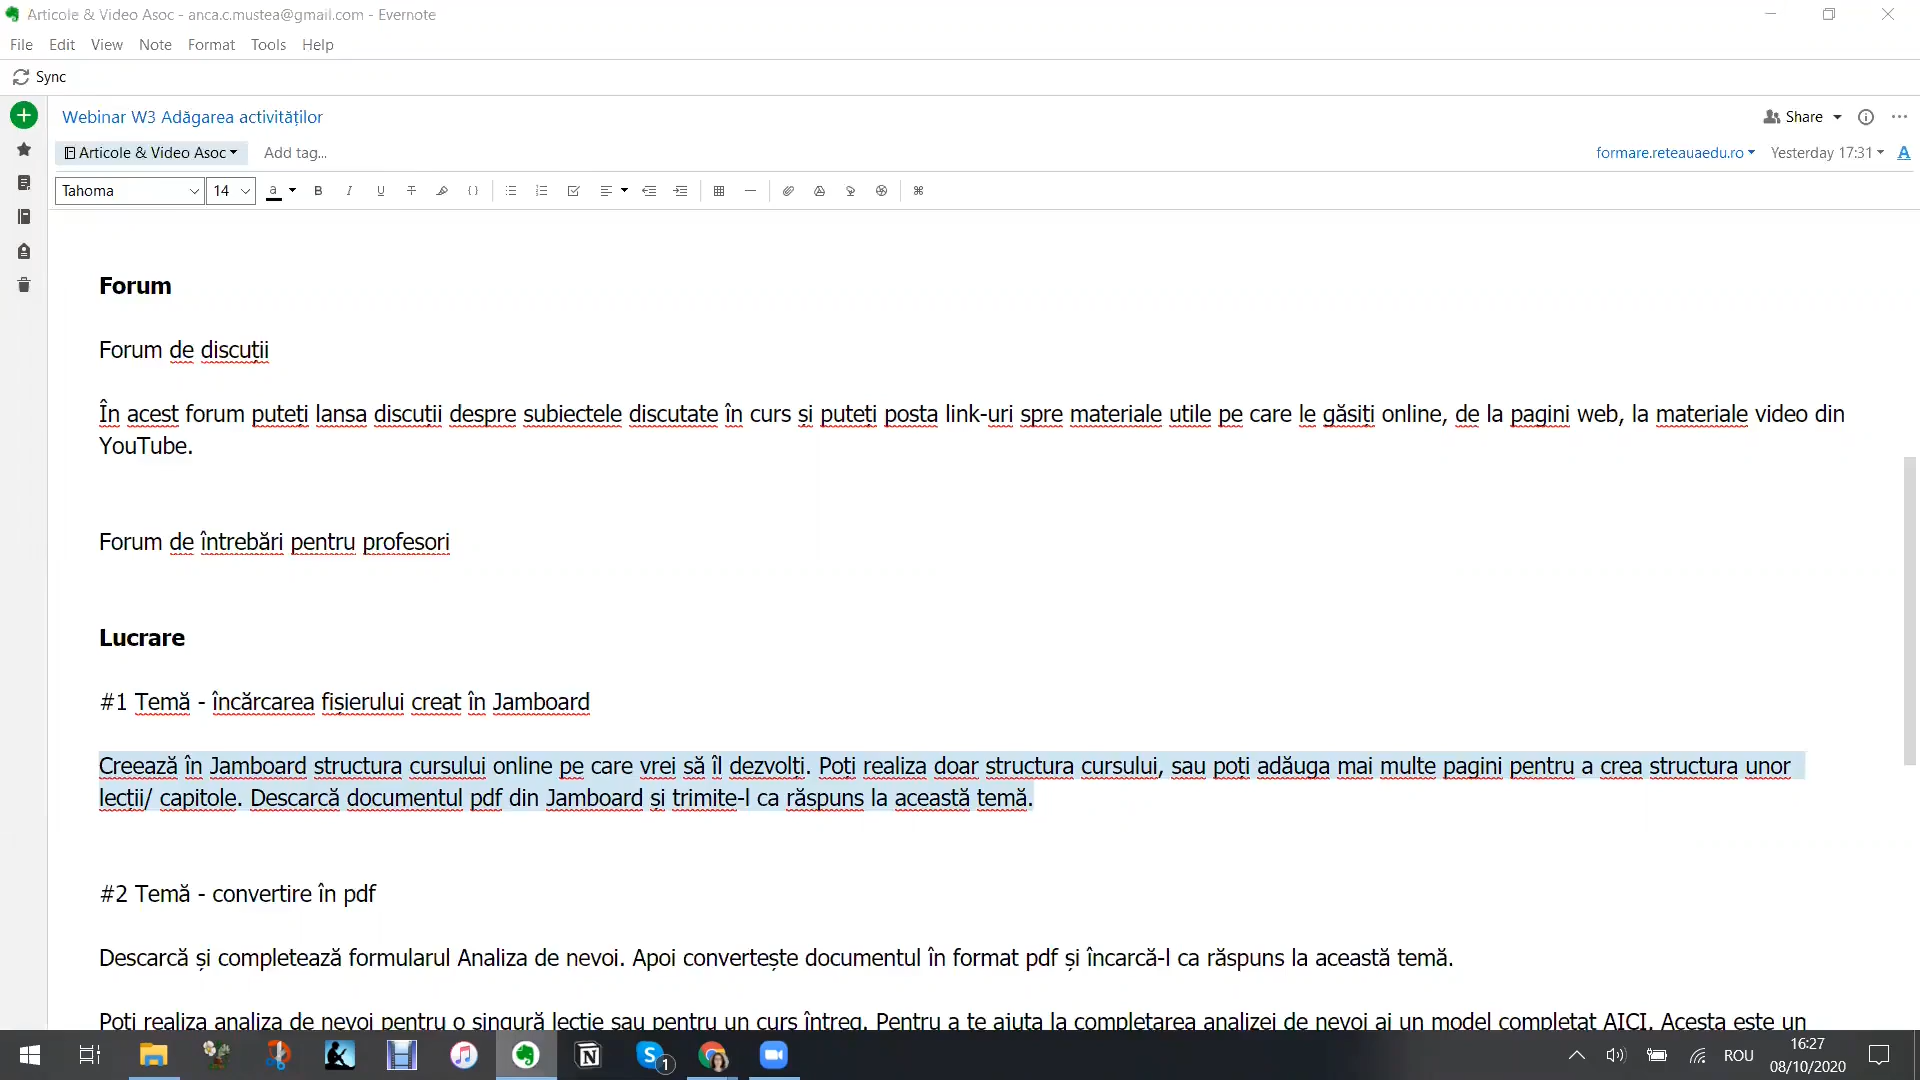 Articole & Video Asoc - anca.c.mustea@gmail.com - Evernote
File Edit View Note Format Tools Help
Sync
Webinar W3 Adăgarea activităților
Share
Articole & Video Asoc
Add tag...
formare.reteauaedu.ro
Yesterday 17:31
A
Tahoma
14
a B I U T
Forum
Forum de discuții
În acest forum puteți lansa discuții despre subiectele discutate în curs și puteți posta link-uri spre materiale utile pe care le găsiți online, de la pagini web, la materiale video din
YouTube.
Forum de întrebări pentru profesori
Lucrare
#1 Temă - încărcarea fișierului creat în Jamboard
Creează în Jamboard structura cursului online pe care vrei să îl dezvolți. Poți realiza doar structura cursului, sau poți adăuga mai multe pagini pentru a crea structura unor
lecții/ capitole. Descarcă documentul pdf din Jamboard și trimite-l ca răspuns la această temă.
#2 Temă - convertire în pdf
Descarcă și completează formularul Analiza de nevoi. Apoi convertește documentul în format pdf și încarcă-l ca răspuns la această temă.
Poți realiza analiza de nevoi pentru o singură lecție sau pentru un curs întreg. Pentru a te ajuta la completarea analizei de nevoi ai un model completat AICI. Acesta este un
1
ROU
16:27
08/10/2020